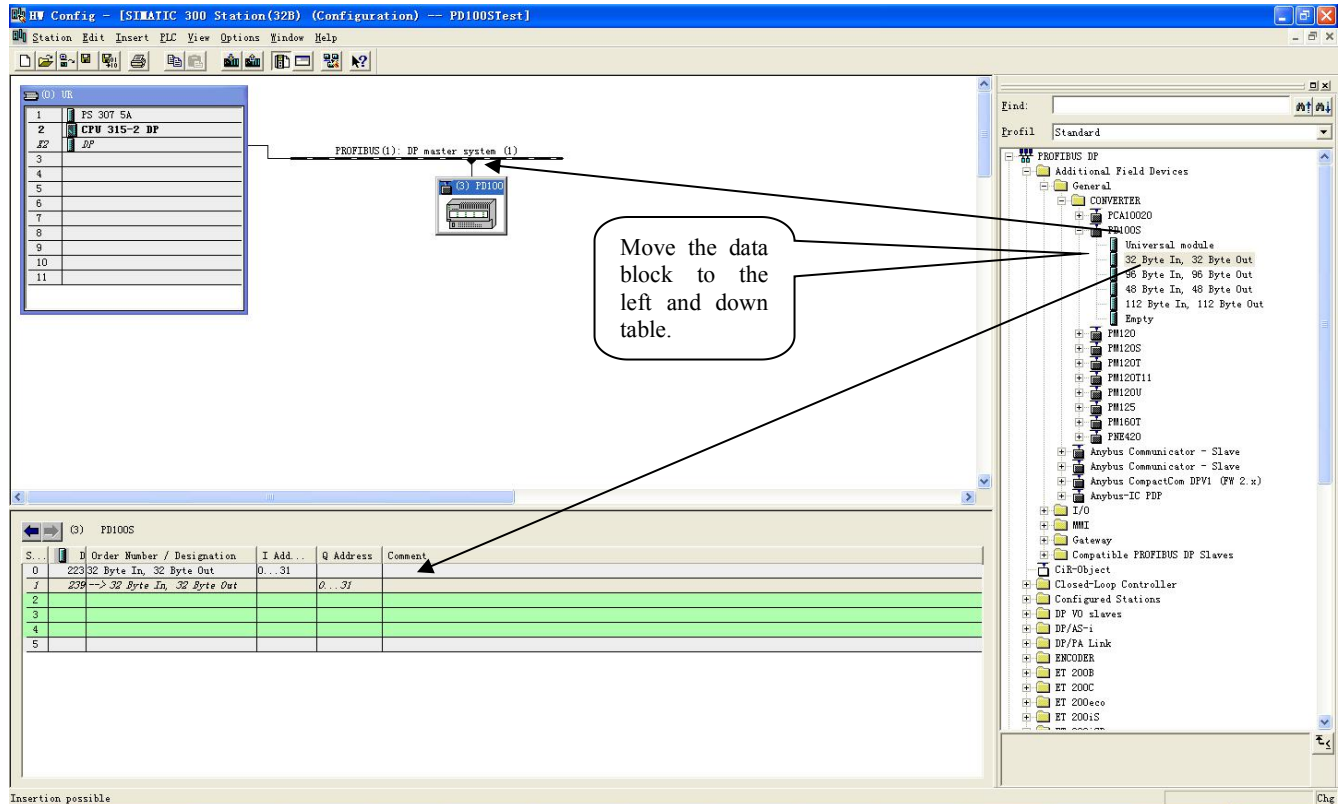 HW Config - [SIMATIC 300 Station(32B) (Configuration) -- PD100STest]
Station Edit Insert PLC View Options Window Help
(0) UR
1 PS 307 5A
2 CPU 315-2 DP
X2 DP
3
4
5
6
7
8
9
10
11
PROFIBUS(1): DP master system (1)
(3) PD100
Move the data
block to the
left and down
table.
Find:
Profil Standard
PROFIBUS DP
Additional Field Devices
General
CONVERTER
PCA10020
PD100S
Universal module
32 Byte In, 32 Byte Out
96 Byte In, 96 Byte Out
48 Byte In, 48 Byte Out
112 Byte In, 112 Byte Out
Empty
PM120
PM120S
PM120T
PM120T11
PM120U
PM125
PM160T
PNE420
Anybus Communicator - Slave
Anybus Communicator - Slave
Anybus CompactCom DPV1 (FW 2.x)
Anybus-IC PDP
I/O
MMI
Gateway
Compatible PROFIBUS DP Slaves
CiR-Object
Closed-Loop Controller
Configured Stations
DP V0 slaves
DP/AS-i
DP/PA Link
ENCODER
ET 200B
ET 200C
ET 200eco
ET 200iS
(3) PD100S
S... D Order Number / Designation I Add... Q Address Comment
0 223 32 Byte In, 32 Byte Out 0...31
1 239 --> 32 Byte In, 32 Byte Out 0...31
2
3
4
5
Insertion possible
Chg